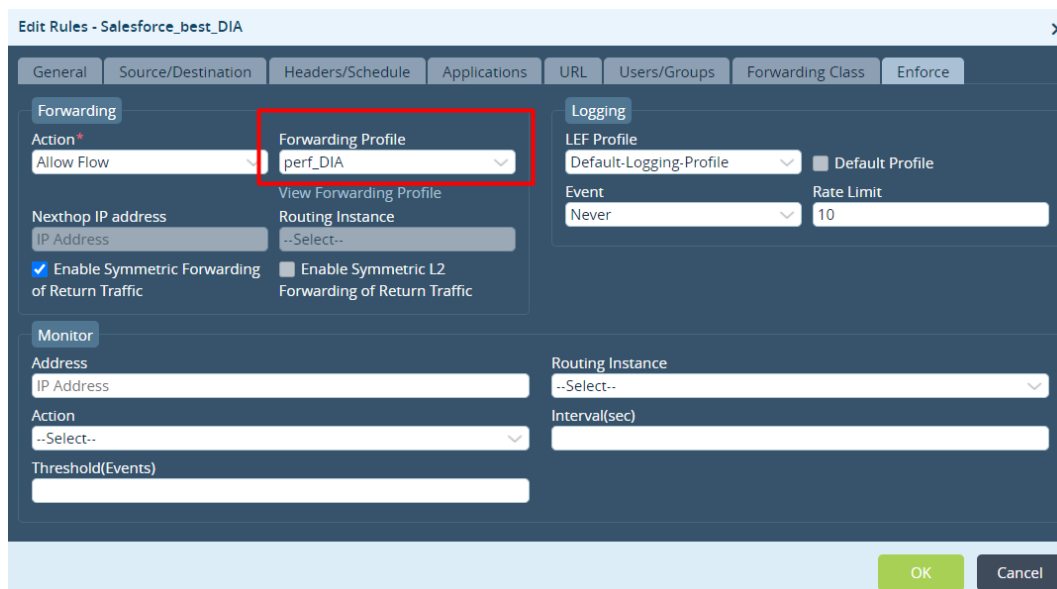 Edit Rules - Salesforce_best_DIA
General Source/Destination Headers/Schedule Applications URL Users/Groups Forwarding Class Enforce
Forwarding
Action* Forwarding Profile
Allow Flow perf_DIA
View Forwarding Profile
Nexthop IP address Routing Instance
IP Address --Select--
Enable Symmetric Forwarding of Return Traffic
Enable Symmetric L2 Forwarding of Return Traffic
Logging
LEF Profile
Default-Logging-Profile Default Profile
Event Rate Limit
Never 10
Monitor
Address Routing Instance
IP Address --Select--
Action Interval(sec)
--Select--
Threshold(Events)
OK Cancel